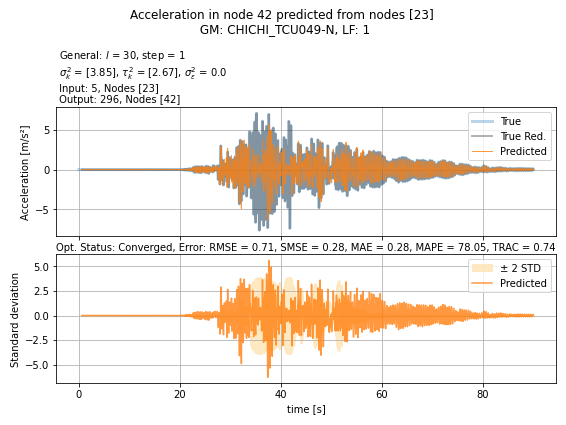 Acceleration in node 42 predicted from nodes [23]
GM: CHICHI_TCU049-N, LF: 1
General: l = 30, step = 1
σ²ₖ = [3.85], τ²ₖ = [2.67], σ²ₑ = 0.0
Input: 5, Nodes [23]
Output: 296, Nodes [42]
Acceleration [m/s²]
5
0
−5
True
True Red.
Predicted
Opt. Status: Converged, Error: RMSE = 0.71, SMSE = 0.28, MAE = 0.28, MAPE = 78.05, TRAC = 0.74
Standard deviation
5.0
2.5
0.0
−2.5
−5.0
± 2 STD
Predicted
0 20 40 60 80
time [s]